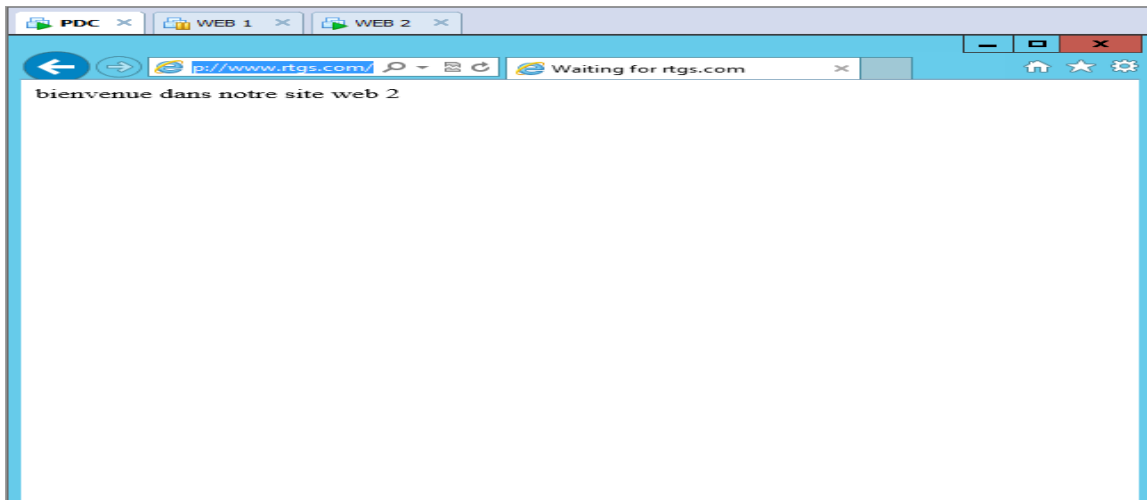 PDC WEB 1 WEB 2
p://www.rtgs.com/ Waiting for rtgs.com
bienvenue dans notre site web 2